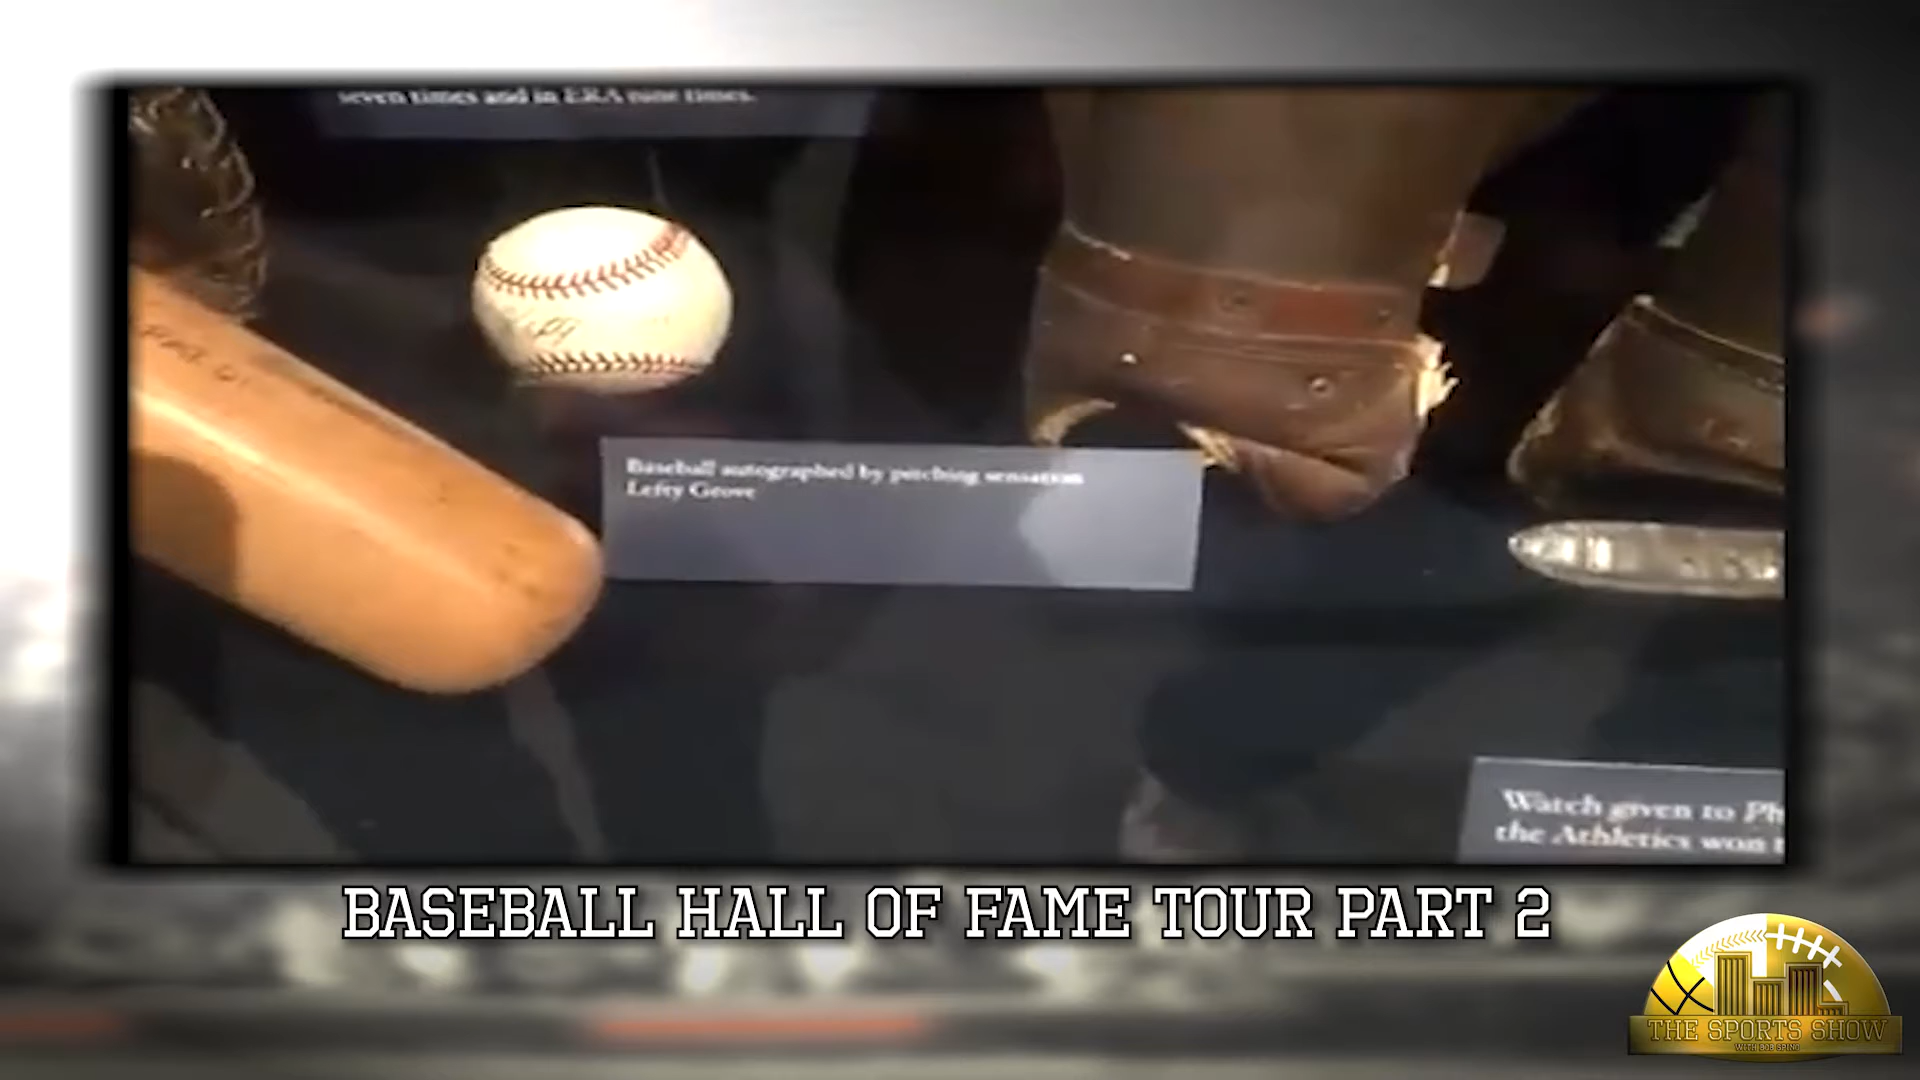 seven times and in ERA nine times.
Baseball autographed by pitching sensation
Lefty Grove
Watch given to Ph
the Athletics won
BASEBALL HALL OF FAME TOUR PART 2
THE SPORTS SHOW